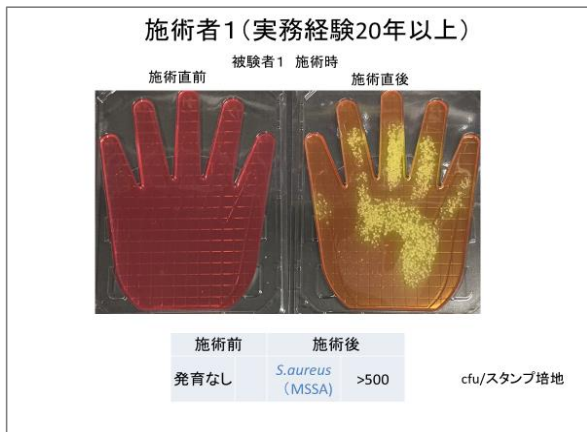 施術者1(実務経験20年以上)
被験者1 施術時
施術直前
施術直後
施術前 施術後
発育なし S.aureus (MSSA) >500
cfu/スタンプ培地